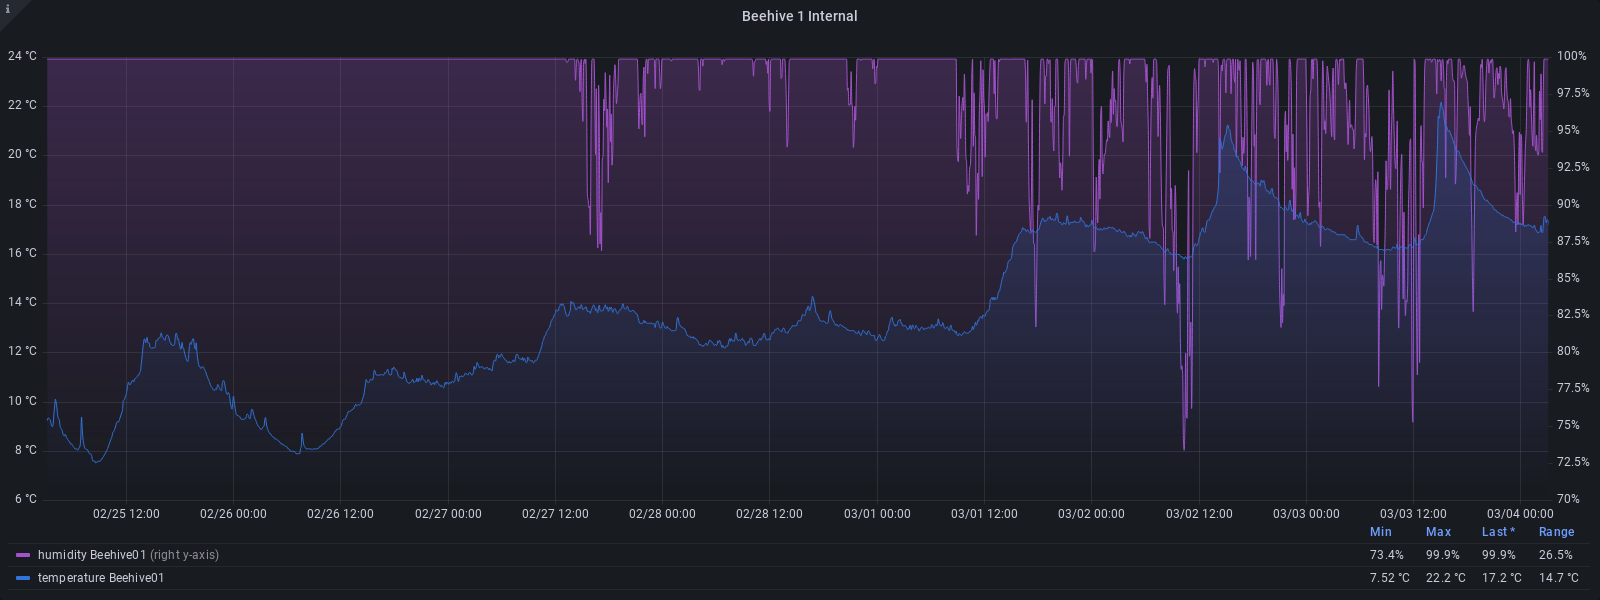 i
Beehive 1 Internal
24 °C 100%
22 °C 97.5%
20 °C 95%
18 °C 92.5%
16 °C 90%
14 °C 87.5%
12 °C 85%
10 °C 82.5%
8 °C 80%
6 °C 77.5%
75%
72.5%
70%
02/25 12:00 02/26 00:00 02/26 12:00 02/27 00:00 02/27 12:00 02/28 00:00 02/28 12:00 03/01 00:00 03/01 12:00 03/02 00:00 03/02 12:00 03/03 00:00 03/03 12:00 03/04 00:00
Min Max Last * Range
humidity Beehive01 (right y-axis) 73.4% 99.9% 99.9% 26.5%
temperature Beehive01 7.52 °C 22.2 °C 17.2 °C 14.7 °C